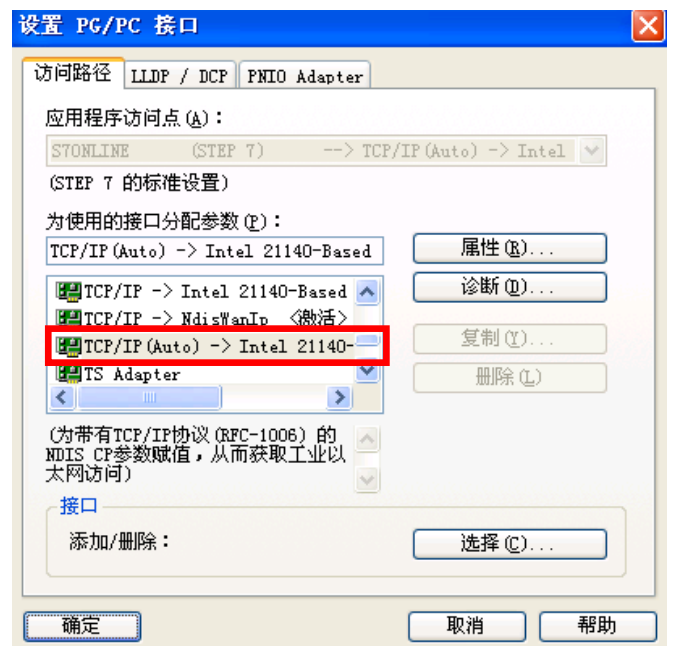 设置 PG/PC 接口
访问路径 LLDP / DCP PNIO Adapter
应用程序访问点(A):
S7ONLINE (STEP 7) --> TCP/IP(Auto) -> Intel
(STEP 7 的标准设置)
为使用的接口分配参数(P):
TCP/IP(Auto) -> Intel 21140-Based
属性(R)...
TCP/IP -> Intel 21140-Based
诊断(D)...
TCP/IP -> NdisWanIp <激活>
TCP/IP(Auto) -> Intel 21140-
复制(Y)...
TS Adapter
删除(L)
(为带有TCP/IP协议(RFC-1006) 的
NDIS CP参数赋值，从而获取工业以
太网访问)
接口
添加/删除:
选择(C)...
确定 取消 帮助